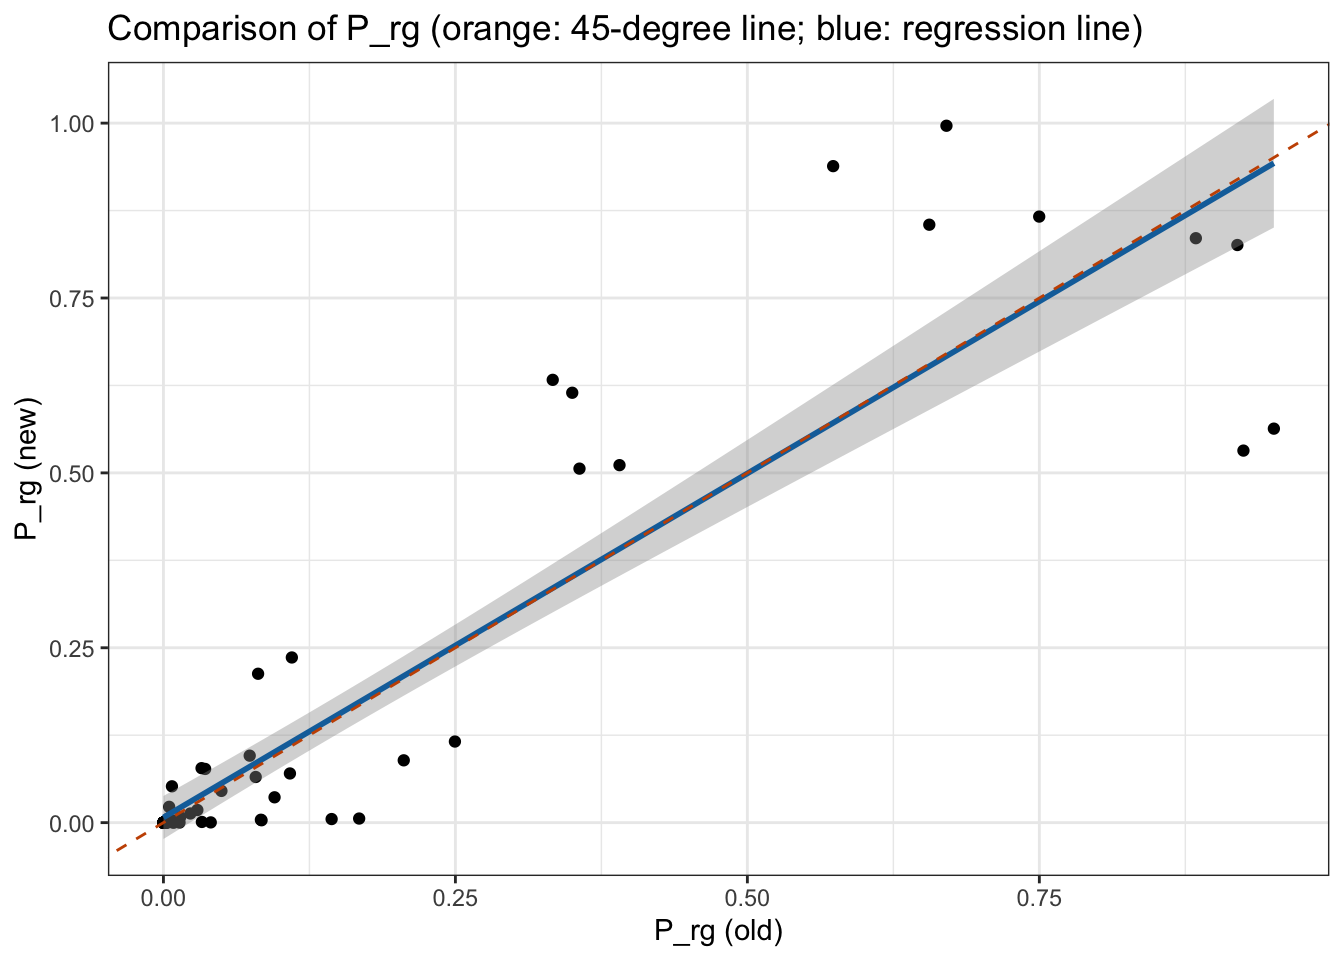 Comparison of P_rg (orange: 45-degree line; blue: regression line)
1.00
0.75
0.50
0.25
0.00
P_rg (new)
0.00 0.25 0.50 0.75
P_rg (old)